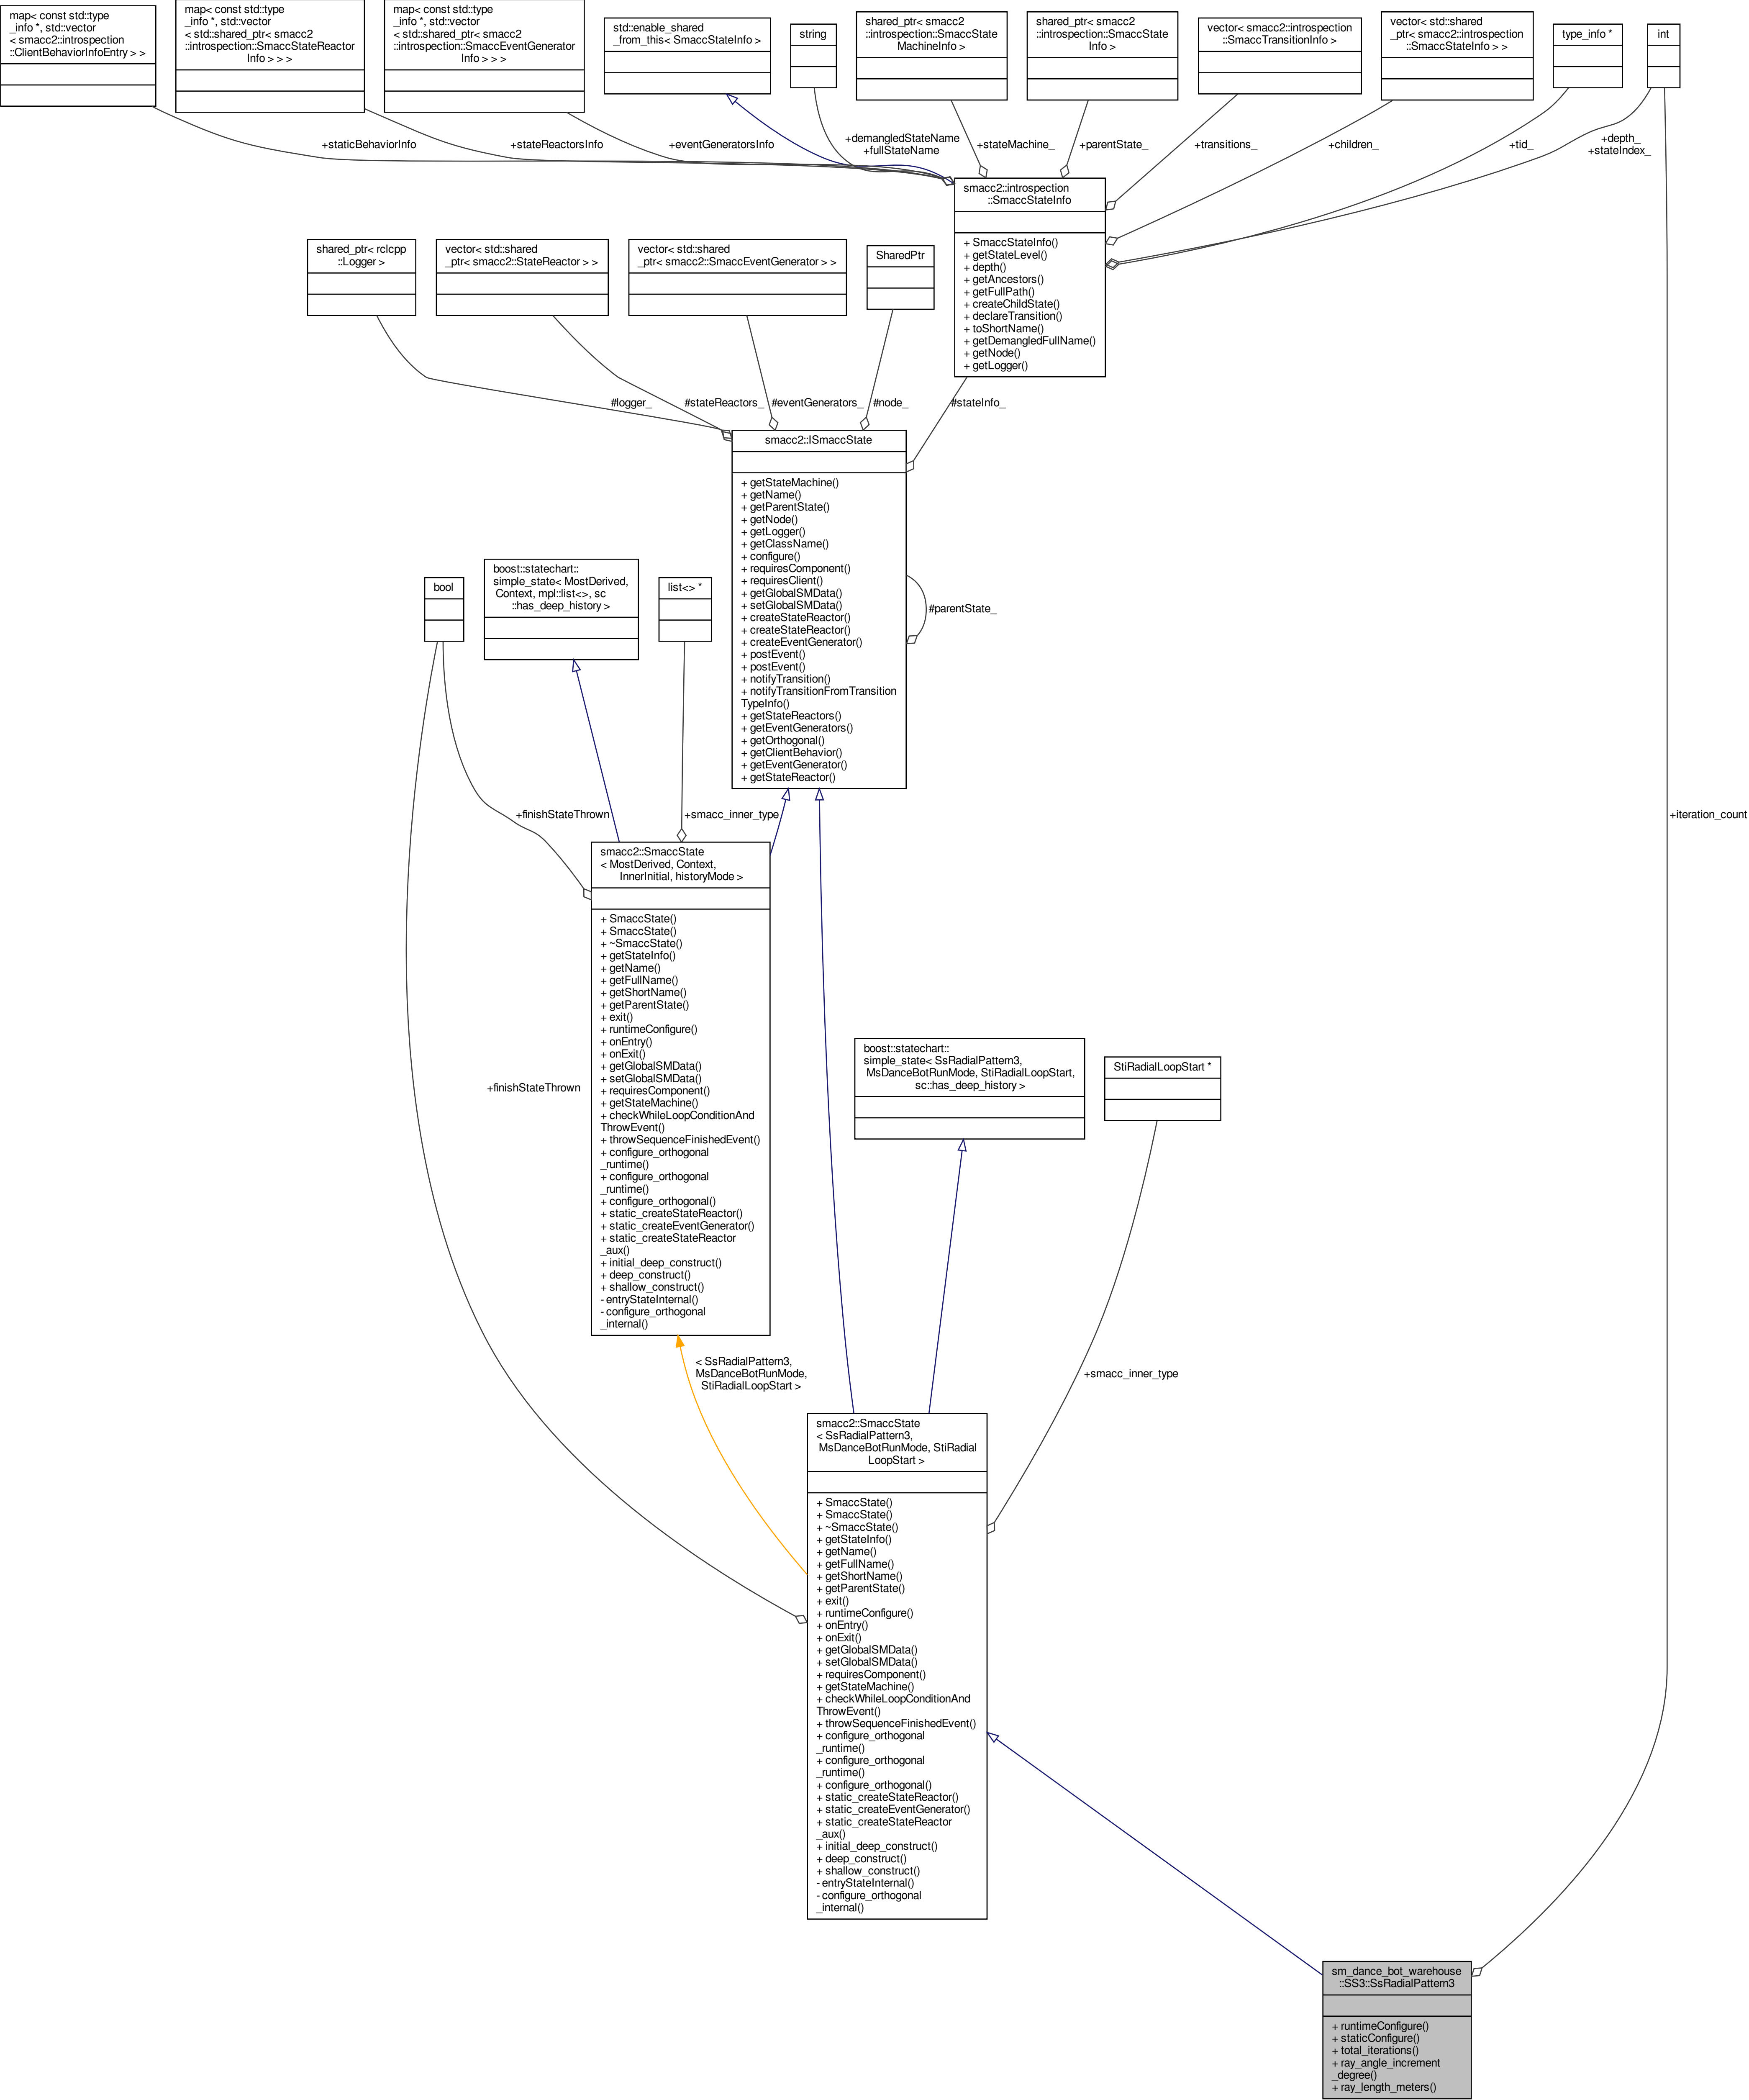 map< const std::type
_info *, std::vector
< smacc2::introspection
::ClientBehaviorInfoEntry > >
map< const std::type
_info *, std::vector
< std::shared_ptr< smacc2
::introspection::SmaccStateReactor
Info > > >
map< const std::type
_info *, std::vector
< std::shared_ptr< smacc2
::introspection::SmaccEventGenerator
Info > > >
std::enable_shared
_from_this< SmaccStateInfo >
string
shared_ptr< smacc2
::introspection::SmaccState
MachineInfo >
shared_ptr< smacc2
::introspection::SmaccState
Info >
vector< smacc2::introspection
::SmaccTransitionInfo >
vector< std::shared
_ptr< smacc2::introspection
::SmaccStateInfo > >
type_info *
int
+staticBehaviorInfo
+stateReactorsInfo
+eventGeneratorsInfo
+demangledStateName
+fullStateName
+stateMachine_
+parentState_
+transitions_
+children_
+tid_
+depth_
+stateIndex_
smacc2::introspection
::SmaccStateInfo
+ SmaccStateInfo()
+ getStateLevel()
+ depth()
+ getAncestors()
+ getFullPath()
+ createChildState()
+ declareTransition()
+ toShortName()
+ getDemangledFullName()
+ getNode()
+ getLogger()
shared_ptr< rclcpp
::Logger >
vector< std::shared
_ptr< smacc2::StateReactor > >
vector< std::shared
_ptr< smacc2::SmaccEventGenerator > >
SharedPtr
#logger_
#stateReactors_
#eventGenerators_
#node_
#stateInfo_
smacc2::ISmaccState
+ getStateMachine()
+ getName()
+ getParentState()
+ getNode()
+ getLogger()
+ getClassName()
+ configure()
+ requiresComponent()
+ requiresClient()
+ getGlobalSMData()
+ setGlobalSMData()
+ createStateReactor()
+ createStateReactor()
+ createEventGenerator()
+ postEvent()
+ postEvent()
+ notifyTransition()
+ notifyTransitionFromTransition
TypeInfo()
+ getStateReactors()
+ getEventGenerators()
+ getOrthogonal()
+ getClientBehavior()
+ getEventGenerator()
+ getStateReactor()
#parentState_
bool
boost::statechart::
simple_state< MostDerived,
Context, mpl::list<>, sc
::has_deep_history >
list<> *
+finishStateThrown
+smacc_inner_type
+iteration_count
smacc2::SmaccState
< MostDerived, Context,
InnerInitial, historyMode >
+ SmaccState()
+ SmaccState()
+ ~SmaccState()
+ getStateInfo()
+ getName()
+ getFullName()
+ getShortName()
+ getParentState()
+ exit()
+ runtimeConfigure()
+ onEntry()
+ onExit()
+ getGlobalSMData()
+ setGlobalSMData()
+ requiresComponent()
+ getStateMachine()
+ checkWhileLoopConditionAnd
ThrowEvent()
+ throwSequenceFinishedEvent()
+ configure_orthogonal
_runtime()
+ configure_orthogonal
_runtime()
+ configure_orthogonal()
+ static_createStateReactor()
+ static_createEventGenerator()
+ static_createStateReactor
_aux()
+ initial_deep_construct()
+ deep_construct()
+ shallow_construct()
- entryStateInternal()
- configure_orthogonal
_internal()
+finishStateThrown
boost::statechart::
simple_state< SsRadialPattern3,
MsDanceBotRunMode, StiRadialLoopStart,
sc::has_deep_history >
StiRadialLoopStart *
< SsRadialPattern3,
MsDanceBotRunMode,
StiRadialLoopStart >
+smacc_inner_type
smacc2::SmaccState
< SsRadialPattern3,
MsDanceBotRunMode, StiRadial
LoopStart >
+ SmaccState()
+ SmaccState()
+ ~SmaccState()
+ getStateInfo()
+ getName()
+ getFullName()
+ getShortName()
+ getParentState()
+ exit()
+ runtimeConfigure()
+ onEntry()
+ onExit()
+ getGlobalSMData()
+ setGlobalSMData()
+ requiresComponent()
+ getStateMachine()
+ checkWhileLoopConditionAnd
ThrowEvent()
+ throwSequenceFinishedEvent()
+ configure_orthogonal
_runtime()
+ configure_orthogonal
_runtime()
+ configure_orthogonal()
+ static_createStateReactor()
+ static_createEventGenerator()
+ static_createStateReactor
_aux()
+ initial_deep_construct()
+ deep_construct()
+ shallow_construct()
- entryStateInternal()
- configure_orthogonal
_internal()
sm_dance_bot_warehouse
::SS3::SsRadialPattern3
+ runtimeConfigure()
+ staticConfigure()
+ total_iterations()
+ ray_angle_increment
_degree()
+ ray_length_meters()